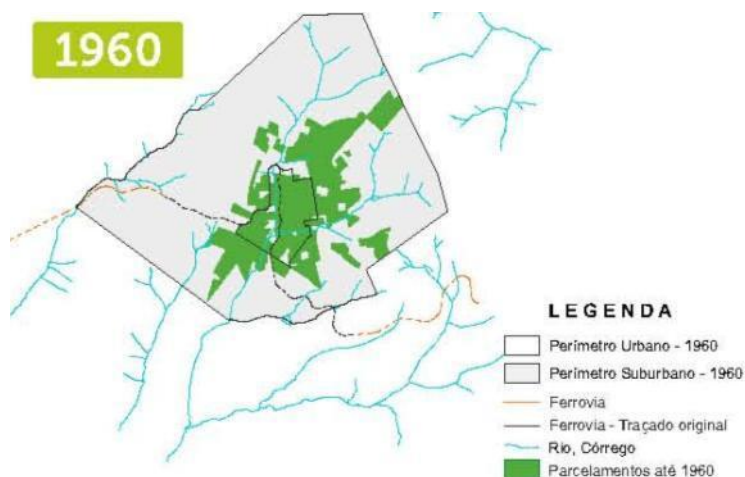 1960
LEGENDA
Perímetro Urbano - 1960
Perímetro Suburbano - 1960
Ferrovia
Ferrovia - Traçado original
Rio, Córrego
Parcelamentos até 1960